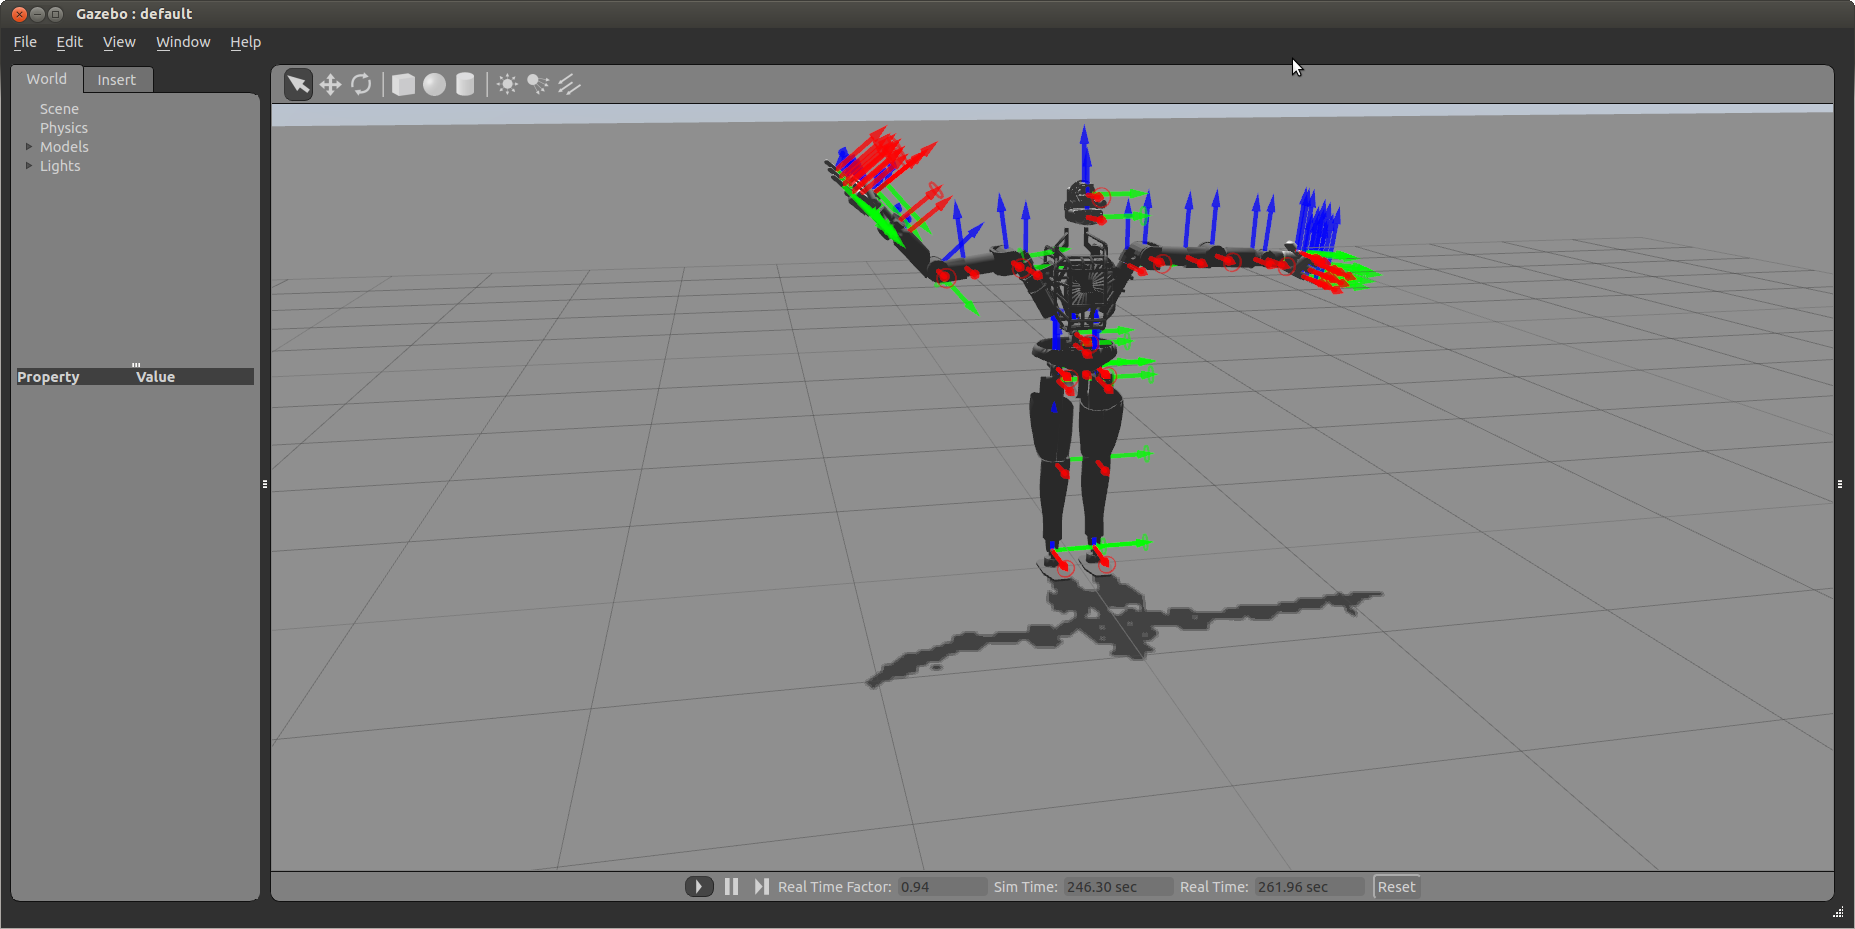 Gazebo : default
File Edit View Window Help
World Insert
Scene
Physics
Models
Lights
Property Value
Real Time Factor: 0.94 Sim Time: 246.30 sec Real Time: 261.96 sec Reset